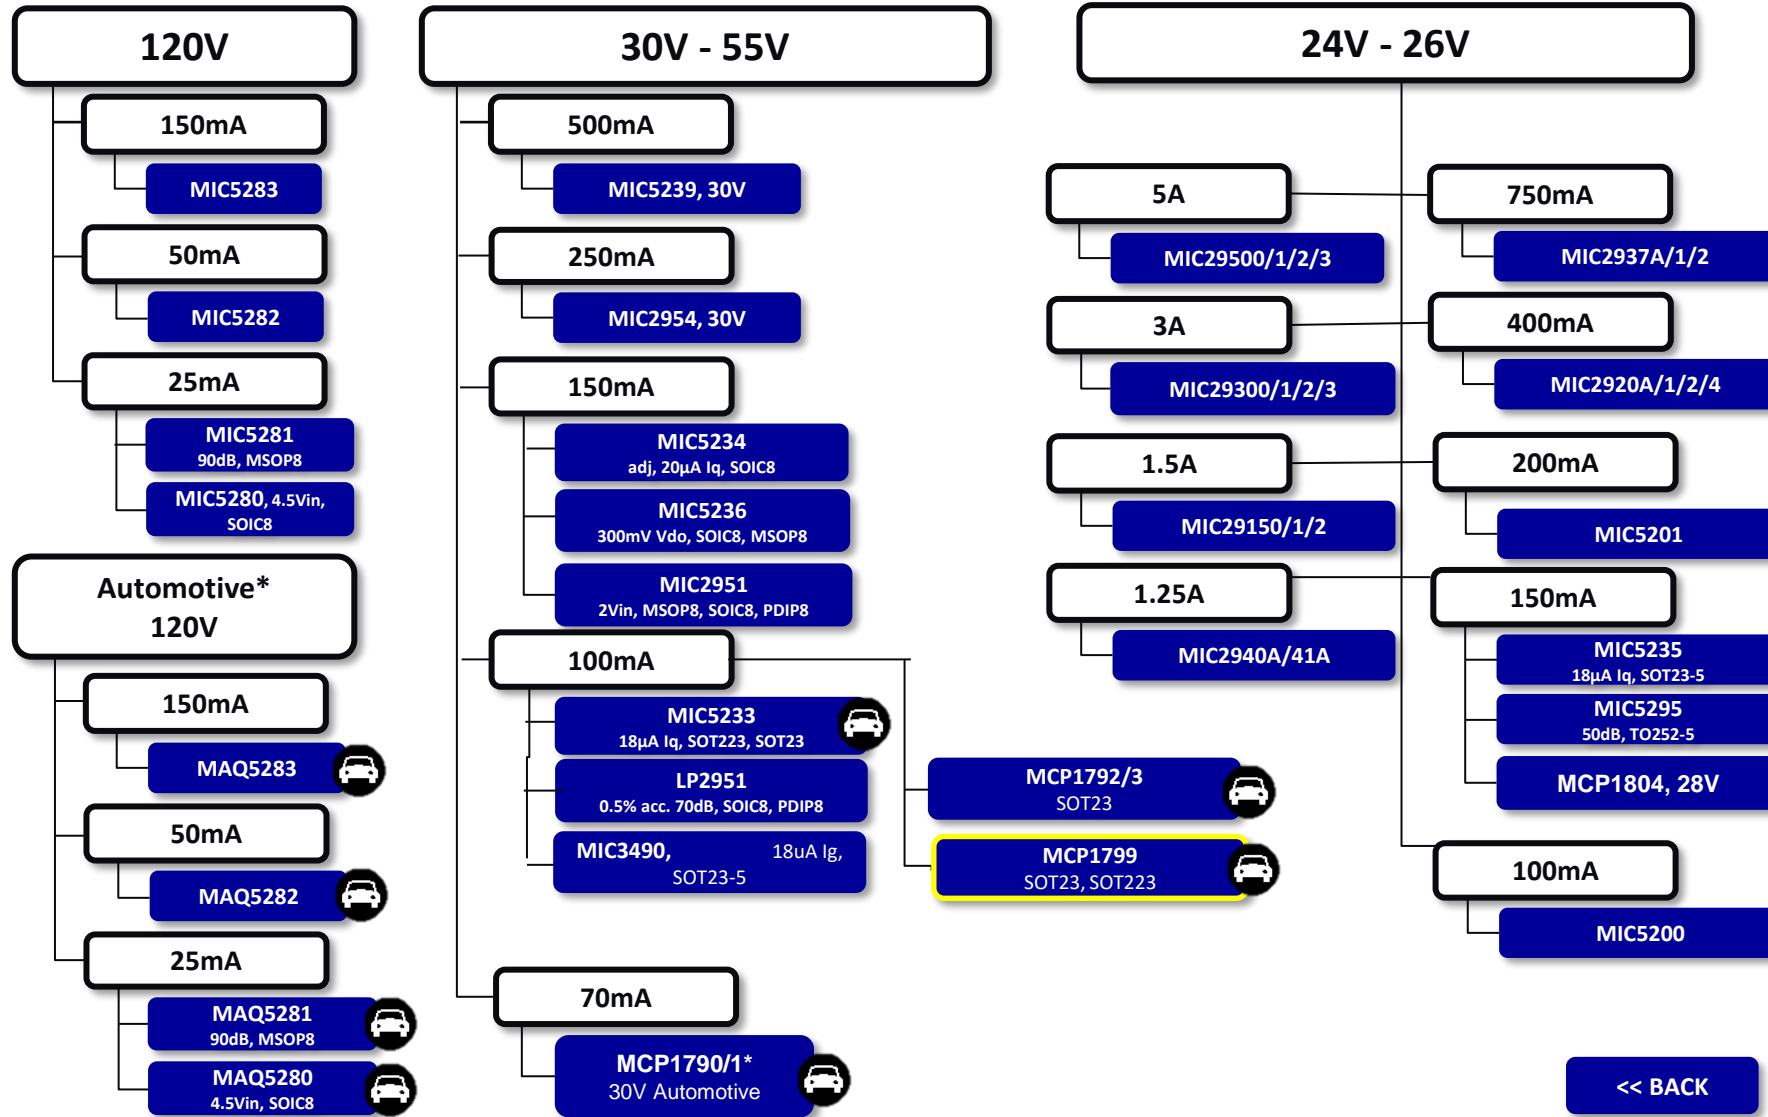 120V
150mA
MIC5283
50mA
MIC5282
25mA
MIC5281
90dB, MSOP8
MIC5280, 4.5Vin,
SOIC8
Automotive*
120V
150mA
MAQ5283
50mA
MAQ5282
25mA
MAQ5281
90dB, MSOP8
MAQ5280
4.5Vin, SOIC8
30V - 55V
500mA
MIC5239, 30V
250mA
MIC2954, 30V
150mA
MIC5234
adj, 20µA Iq, SOIC8
MIC5236
300mV Vdo, SOIC8, MSOP8
MIC2951
2Vin, MSOP8, SOIC8, PDIP8
100mA
MIC5233
18µA Iq, SOT223, SOT23
LP2951
0.5% acc. 70dB, SOIC8, PDIP8
MIC3490, 18uA Ig,
SOT23-5
MCP1792/3
SOT23
MCP1799
SOT23, SOT223
70mA
MCP1790/1*
30V Automotive
24V - 26V
5A
MIC29500/1/2/3
3A
MIC29300/1/2/3
1.5A
MIC29150/1/2
1.25A
MIC2940A/41A
750mA
MIC2937A/1/2
400mA
MIC2920A/1/2/4
200mA
MIC5201
150mA
MIC5235
18µA Iq, SOT23-5
MIC5295
50dB, TO252-5
MCP1804, 28V
100mA
MIC5200
<< BACK